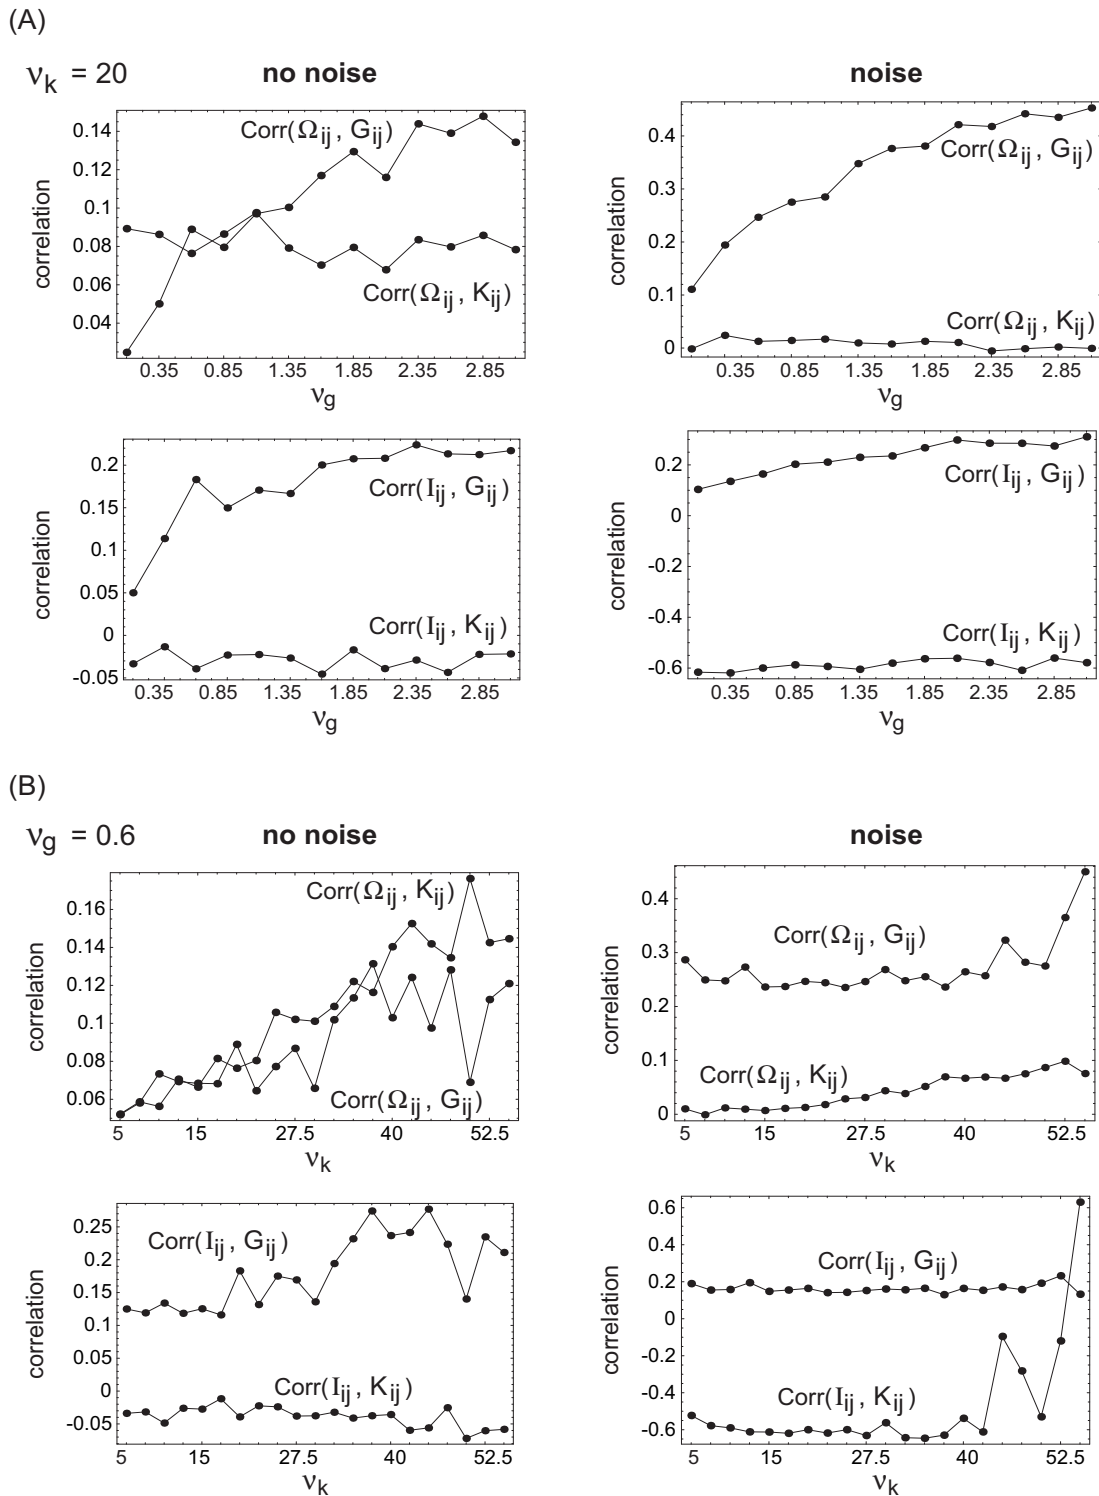 (A)
νk = 20
no noise
noise
correlation
0.14
0.12
0.1
0.08
0.06
0.04
Corr(Ωij , Gij)
Corr(Ωij , Kij)
0.35 0.85 1.35 1.85 2.35 2.85
νg
correlation
0.4
0.3
0.2
0.1
0
Corr(Ωij , Gij)
Corr(Ωij , Kij)
0.35 0.85 1.35 1.85 2.35 2.85
νg
correlation
0.2
0.15
0.1
0.05
0
-0.05
Corr(Iij , Gij)
Corr(Iij , Kij)
0.35 0.85 1.35 1.85 2.35 2.85
νg
correlation
0.2
0
-0.2
-0.4
-0.6
Corr(Iij , Gij)
Corr(Iij , Kij)
0.35 0.85 1.35 1.85 2.35 2.85
νg
(B)
νg = 0.6
no noise
noise
correlation
0.16
0.14
0.12
0.1
0.08
0.06
Corr(Ωij , Kij)
Corr(Ωij , Gij)
5 15 27.5 40 52.5
νk
correlation
0.4
0.3
0.2
0.1
0
Corr(Ωij , Gij)
Corr(Ωij , Kij)
5 15 27.5 40 52.5
νk
correlation
0.25
0.2
0.15
0.1
0.05
0
-0.05
Corr(Iij , Gij)
Corr(Iij , Kij)
5 15 27.5 40 52.5
νk
correlation
0.6
0.4
0.2
0
-0.2
-0.4
-0.6
Corr(Iij , Gij)
Corr(Iij , Kij)
5 15 27.5 40 52.5
νk